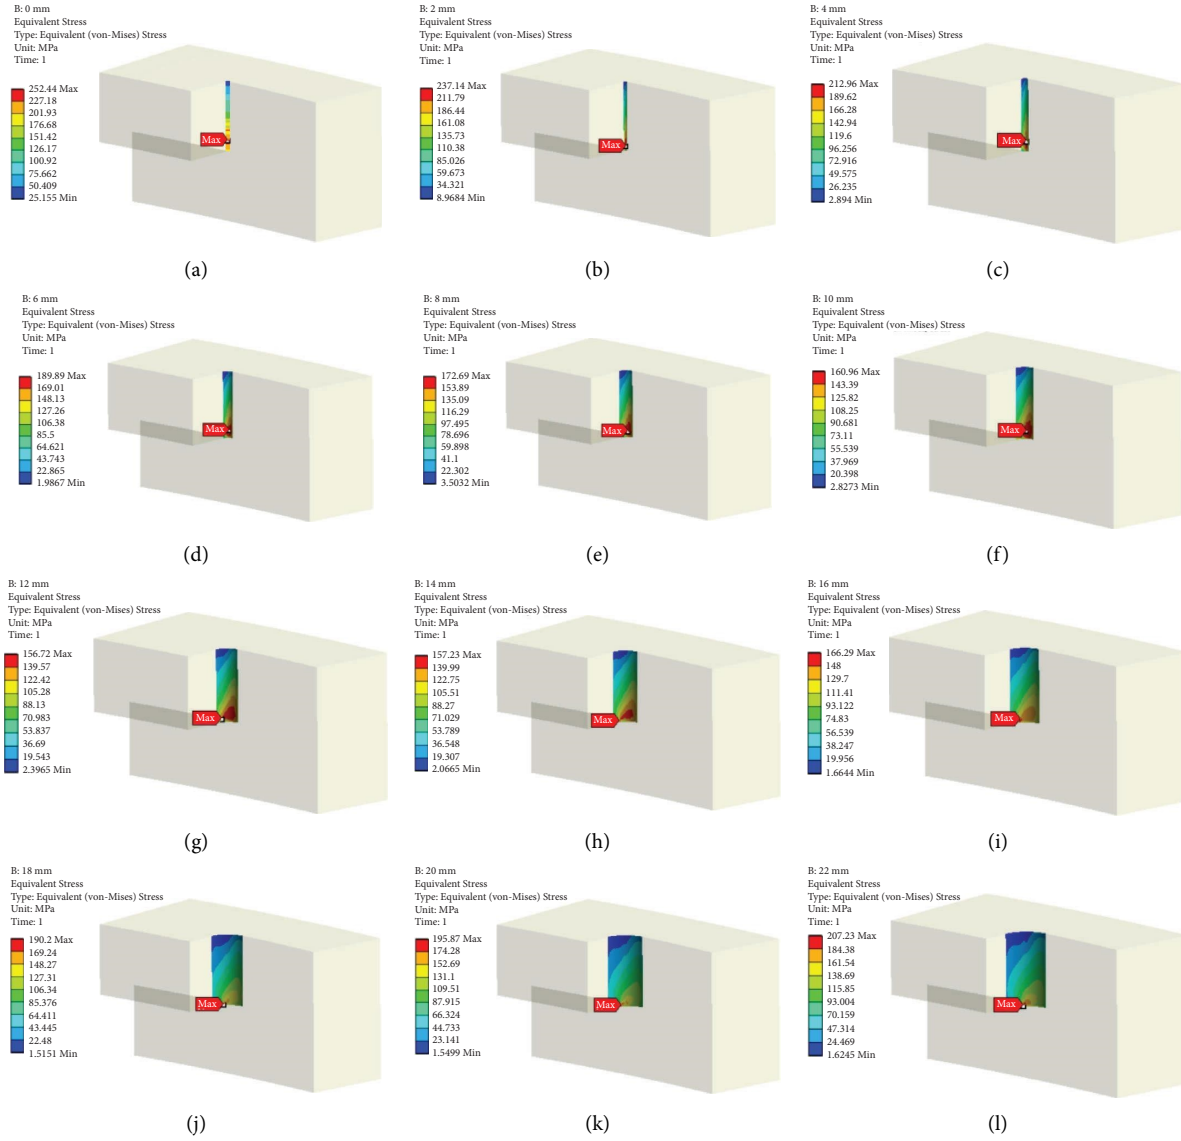 B: 0 mm
Equivalent Stress
Type: Equivalent (von-Mises) Stress
Unit: MPa
Time: 1
252.44 Max
227.18
201.93
176.68
151.42
126.17
100.92
75.662
50.409
25.155 Min
Max
(a)
B: 2 mm
Equivalent Stress
Type: Equivalent (von-Mises) Stress
Unit: MPa
Time: 1
237.14 Max
211.79
186.44
161.08
135.73
110.38
85.026
59.673
34.321
8.9684 Min
Max
(b)
B: 4 mm
Equivalent Stress
Type: Equivalent (von-Mises) Stress
Unit: MPa
Time: 1
212.96 Max
189.62
166.28
142.94
119.6
96.256
72.916
49.575
26.235
2.894 Min
Max
(c)
B: 6 mm
Equivalent Stress
Type: Equivalent (von-Mises) Stress
Unit: MPa
Time: 1
189.89 Max
169.01
148.13
127.26
106.38
85.5
64.621
43.743
22.865
1.9867 Min
Max
(d)
B: 8 mm
Equivalent Stress
Type: Equivalent (von-Mises) Stress
Unit: MPa
Time: 1
172.69 Max
153.89
135.09
116.29
97.495
78.696
59.898
41.1
22.302
3.5032 Min
Max
(e)
B: 10 mm
Equivalent Stress
Type: Equivalent (von-Mises) Stress
Unit: MPa
Time: 1
160.96 Max
143.39
125.82
108.25
90.681
73.11
55.539
37.969
20.398
2.8273 Min
Max
(f)
B: 12 mm
Equivalent Stress
Type: Equivalent (von-Mises) Stress
Unit: MPa
Time: 1
156.72 Max
139.57
122.42
105.28
88.13
70.983
53.837
36.69
19.543
2.3965 Min
Max
(g)
B: 14 mm
Equivalent Stress
Type: Equivalent (von-Mises) Stress
Unit: MPa
Time: 1
157.23 Max
139.99
122.75
105.51
88.27
71.029
53.789
36.548
19.307
2.0665 Min
Max
(h)
B: 16 mm
Equivalent Stress
Type: Equivalent (von-Mises) Stress
Unit: MPa
Time: 1
166.29 Max
148
129.7
111.41
93.122
74.83
56.539
38.247
19.956
1.6644 Min
Max
(i)
B: 18 mm
Equivalent Stress
Type: Equivalent (von-Mises) Stress
Unit: MPa
Time: 1
190.2 Max
169.24
148.27
127.31
106.34
85.376
64.411
43.445
22.48
1.5151 Min
Max
(j)
B: 20 mm
Equivalent Stress
Type: Equivalent (von-Mises) Stress
Unit: MPa
Time: 1
195.87 Max
174.28
152.69
131.1
109.51
87.915
66.324
44.733
23.141
1.5499 Min
Max
(k)
B: 22 mm
Equivalent Stress
Type: Equivalent (von-Mises) Stress
Unit: MPa
Time: 1
207.23 Max
184.38
161.54
138.69
115.85
93.004
70.159
47.314
24.469
1.6245 Min
Max
(l)